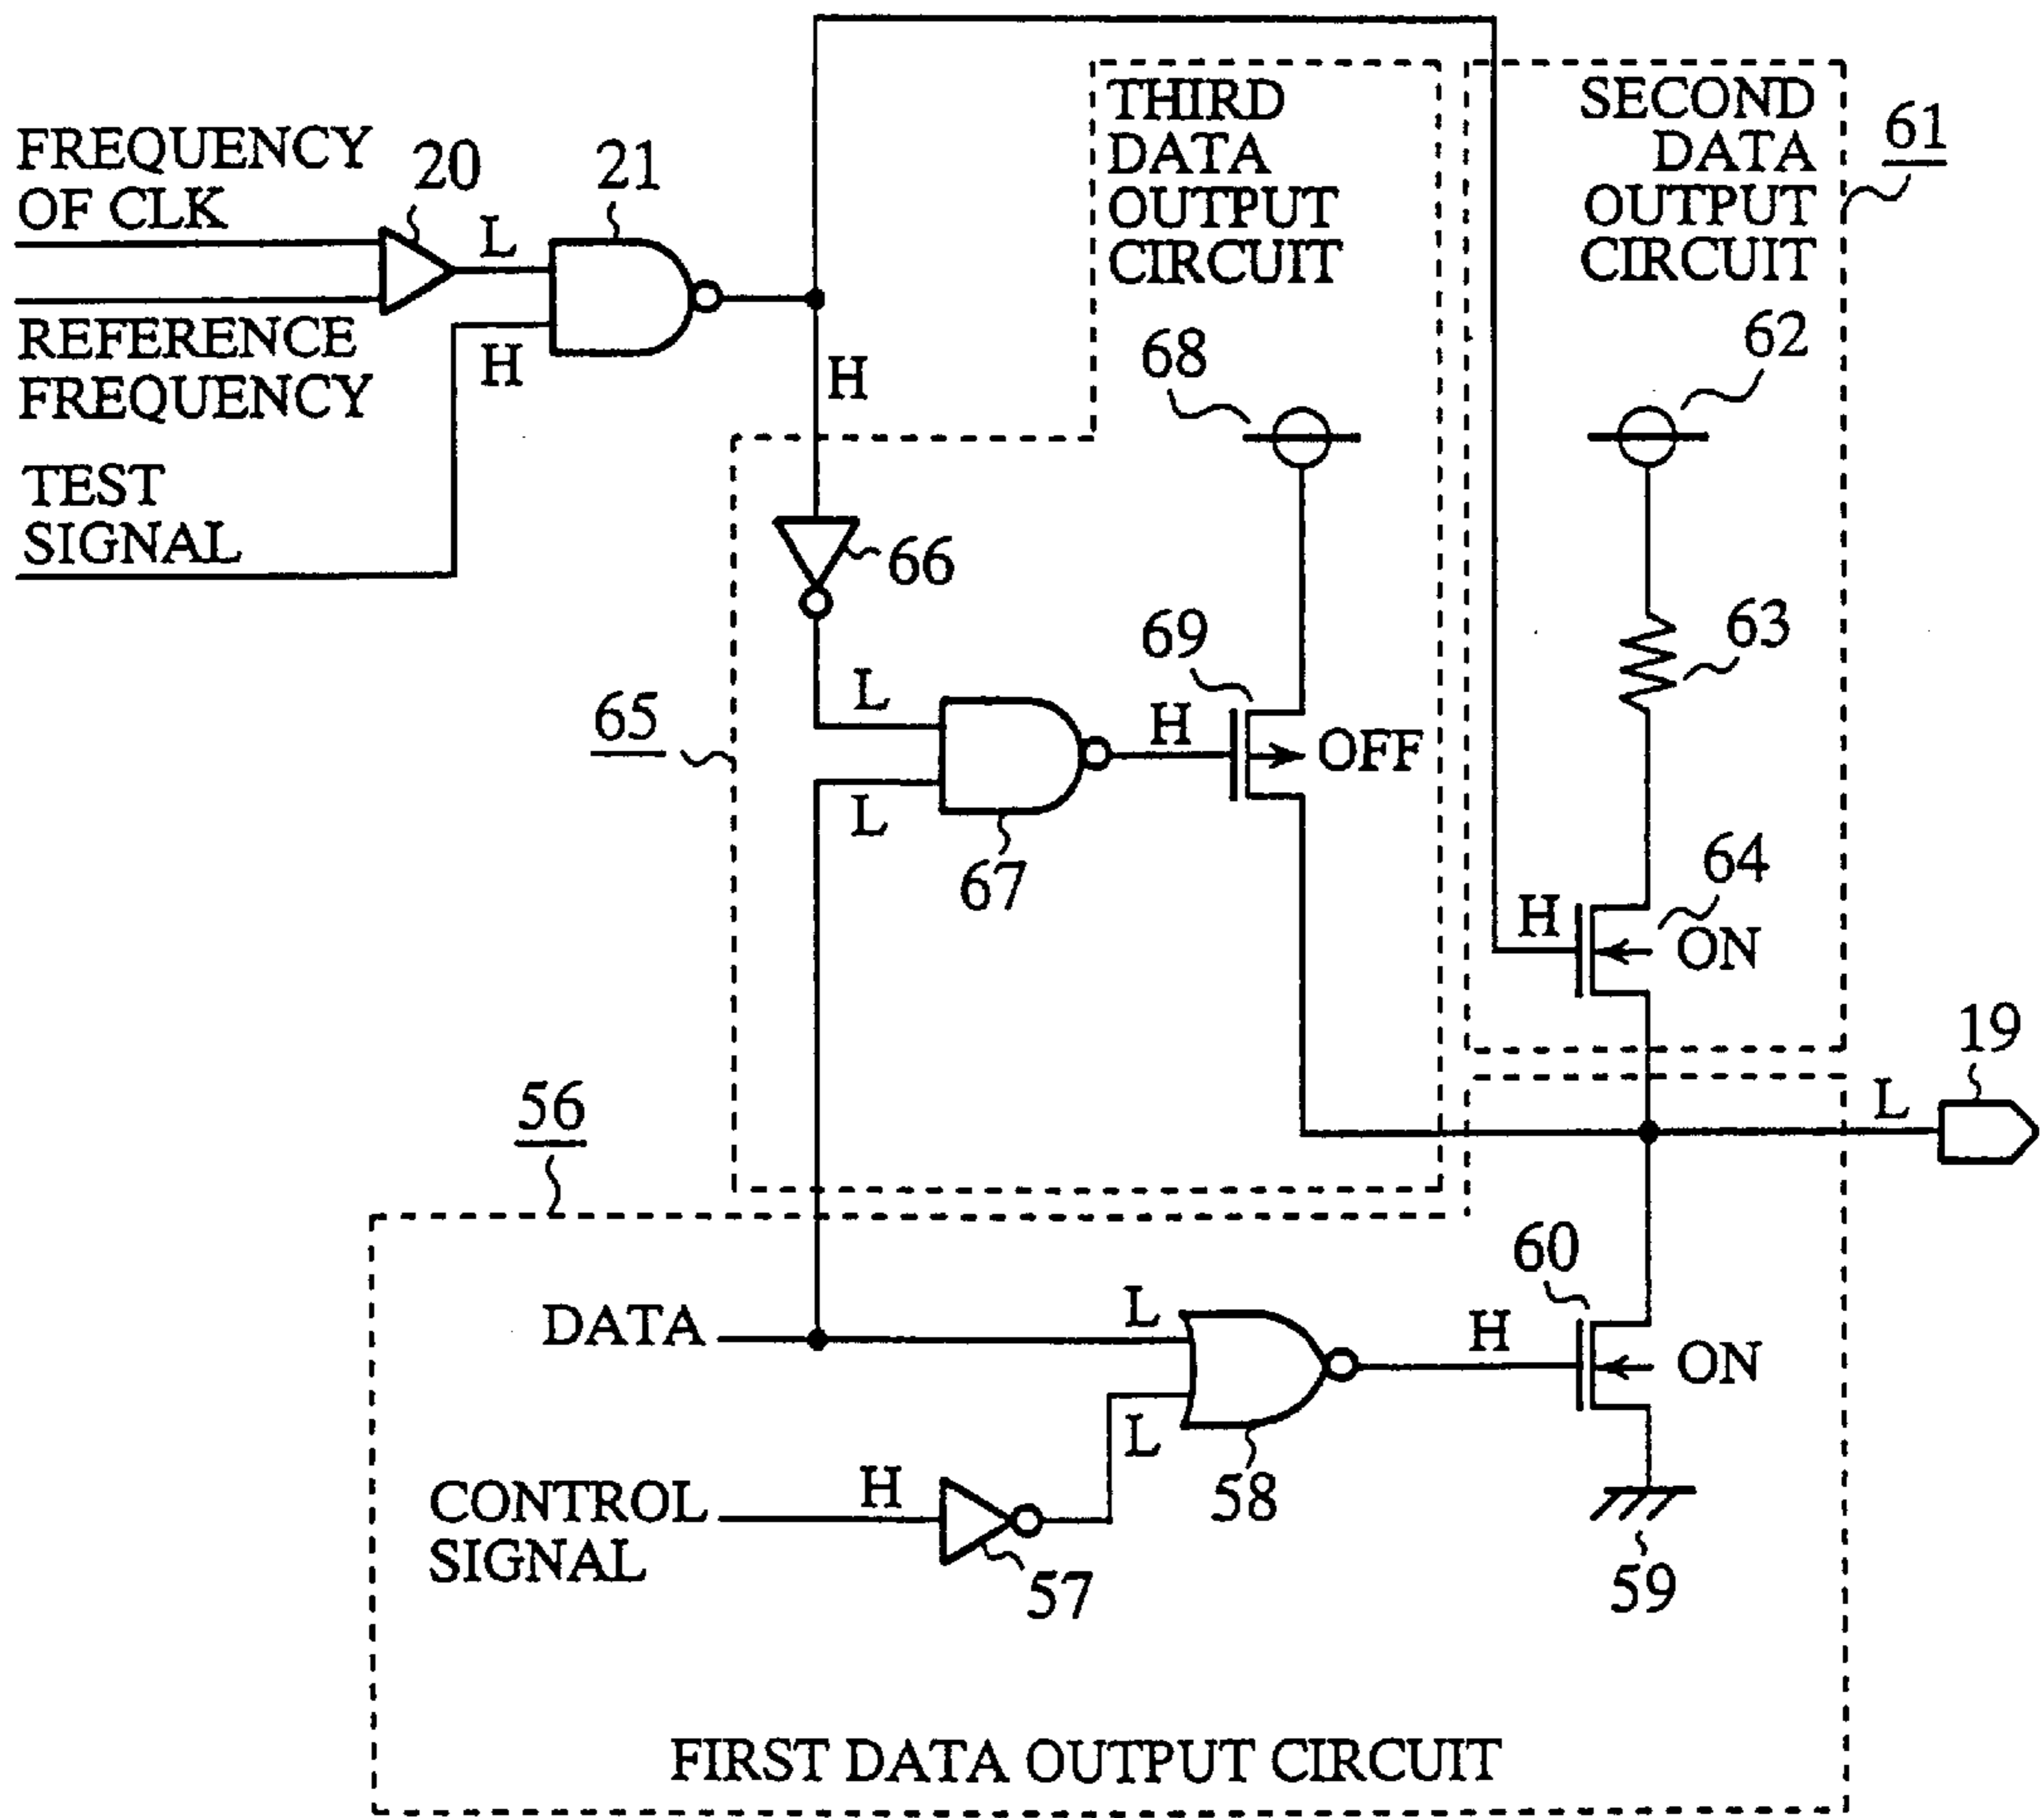 FREQUENCY
OF CLK
20
L
21
REFERENCE
FREQUENCY
H
H
TEST
SIGNAL
THIRD
DATA
OUTPUT
CIRCUIT
SECOND
DATA
OUTPUT
CIRCUIT
61
68
62
66
69
63
65
L
H
OFF
L
67
64
H
ON
19
L
56
60
DATA
L
H
ON
L
CONTROL
SIGNAL
H
58
57
59
FIRST DATA OUTPUT CIRCUIT